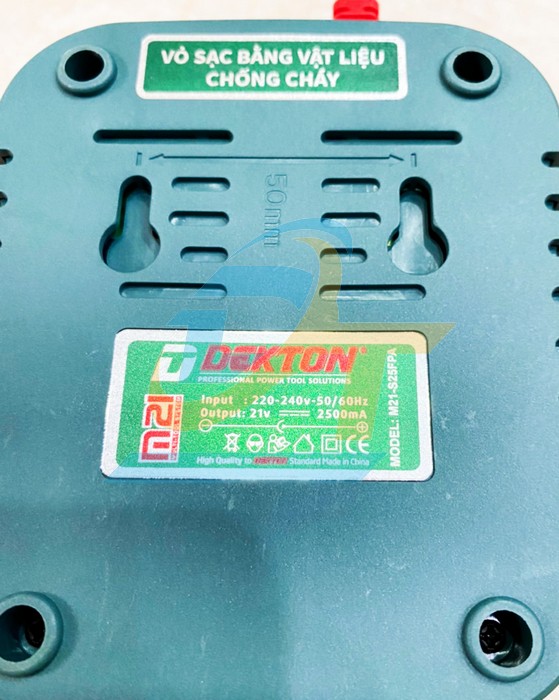 VỎ SẠC BẰNG VẬT LIỆU
CHỐNG CHÁY
50mm
DEKTON®
PROFESSIONAL POWER TOOL SOLUTIONS
Input : 220-240v-50/60Hz
Output: 21v 2500mA
m21
CE
High Quality to DEKTON Standard Made in China
MODEL: M21-S25FPA